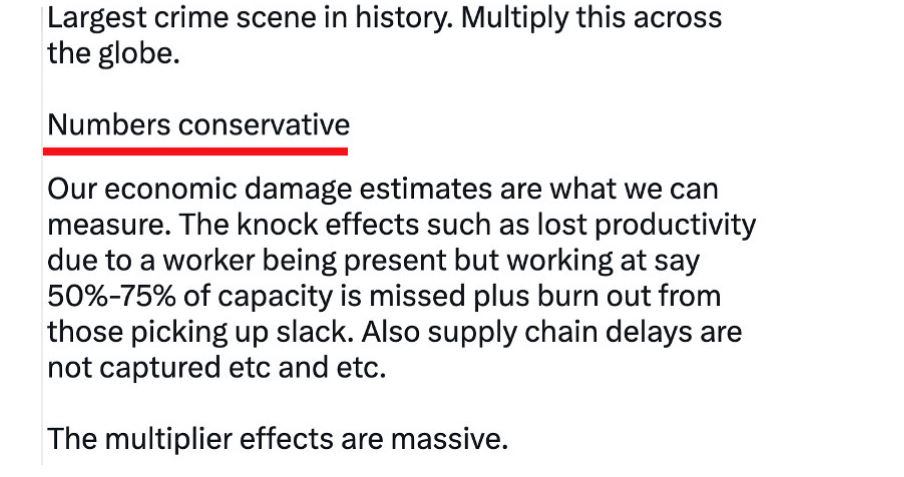 Largest crime scene in history. Multiply this across
the globe.
Numbers conservative
Our economic damage estimates are what we can
measure. The knock effects such as lost productivity
due to a worker being present but working at say
50%-75% of capacity is missed plus burn out from
those picking up slack. Also supply chain delays are
not captured etc and etc.
The multiplier effects are massive.